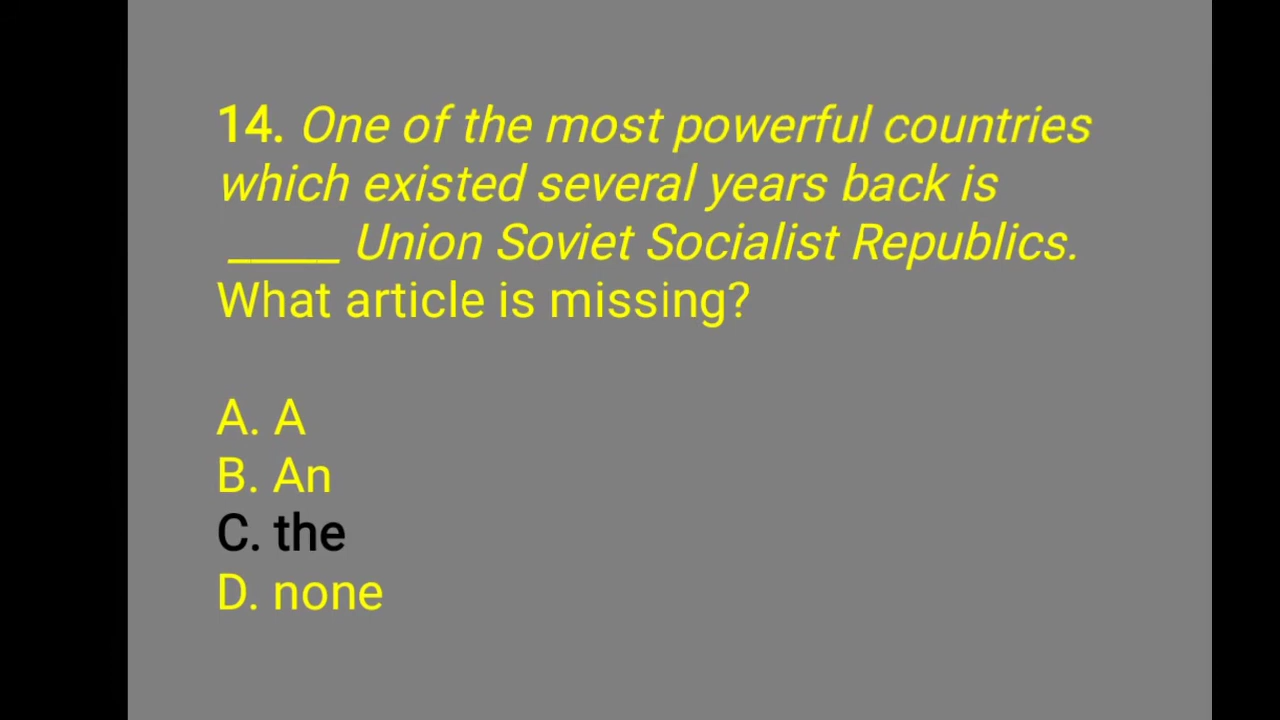 14. One of the most powerful countries
which existed several years back is
_____ Union Soviet Socialist Republics.
What article is missing?
A. A
B. An
C. the
D. none